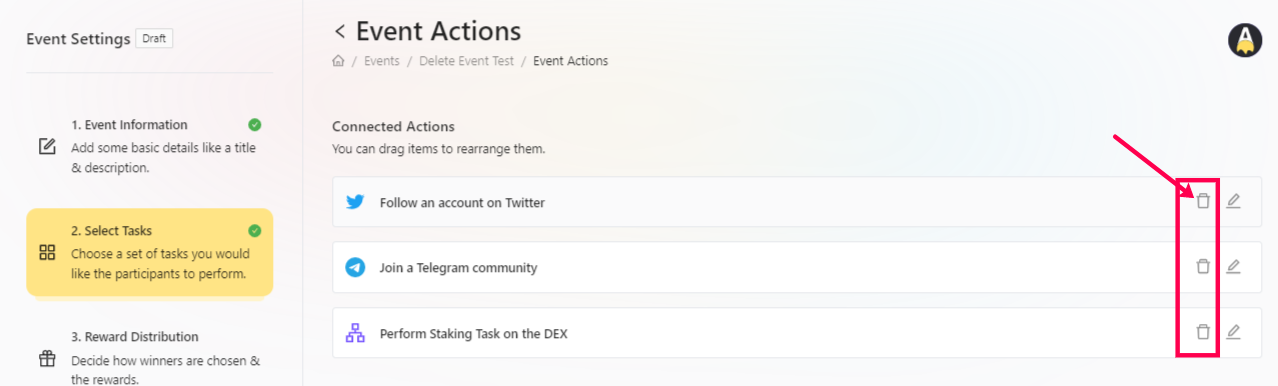 Event Settings Draft
1. Event Information
Add some basic details like a title
& description.
2. Select Tasks
Choose a set of tasks you would
like the participants to perform.
3. Reward Distribution
Decide how winners are chosen &
the rewards.
< Event Actions
/ Events / Delete Event Test / Event Actions
Connected Actions
You can drag items to rearrange them.
Follow an account on Twitter
Join a Telegram community
Perform Staking Task on the DEX